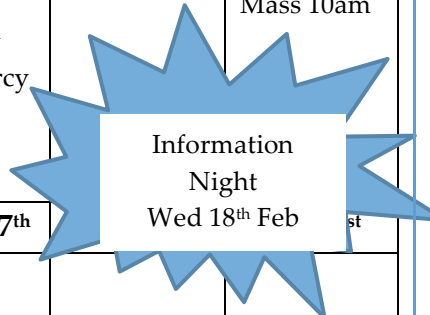 Mass 10am
rcy
Information
Night
Wed 18th Feb
7th
st